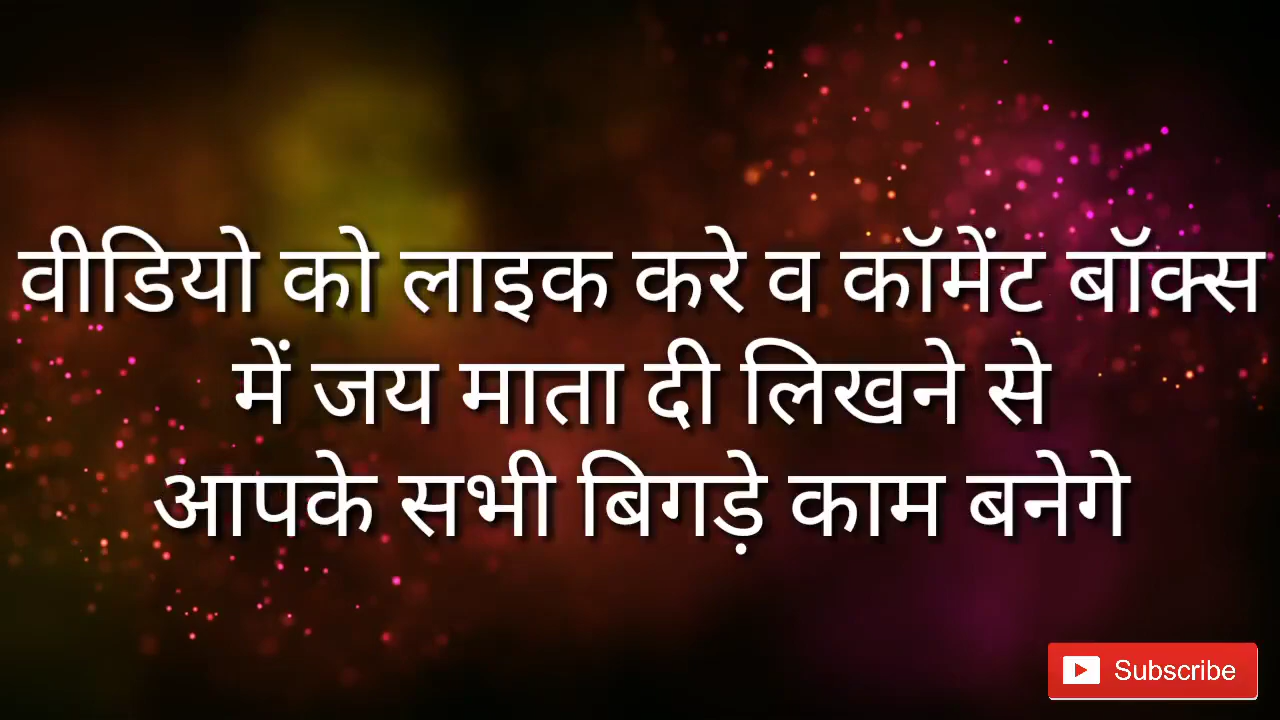 वीडियो को लाइक करे व कॉमेंट बॉक्स
में जय माता दी लिखने से
आपके सभी बिगड़े काम बनेगे
Subscribe